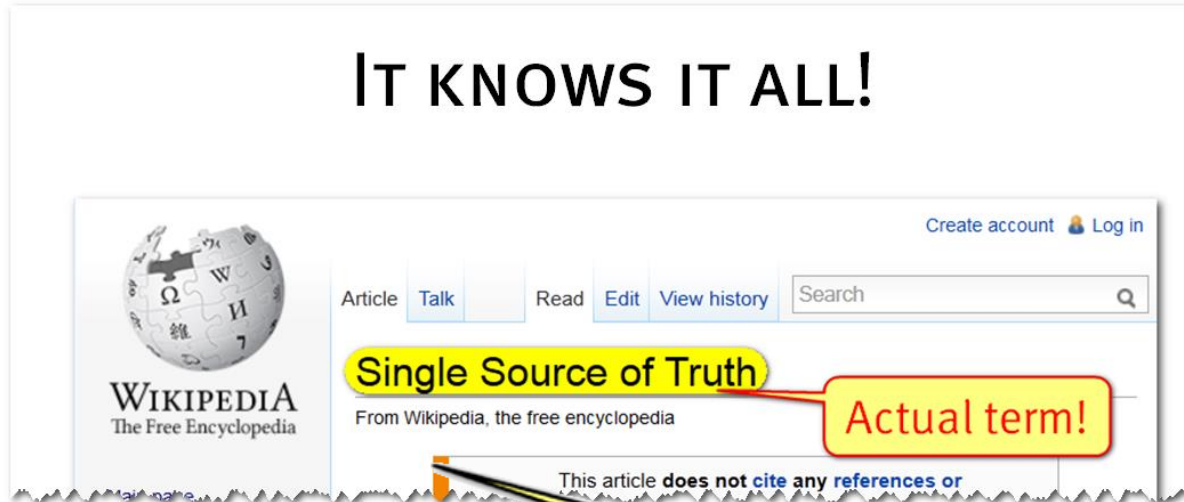 IT KNOWS IT ALL!
Create account Log in
Article Talk Read Edit View history Search
Single Source of Truth
WIKIPEDIA
The Free Encyclopedia
From Wikipedia, the free encyclopedia
Actual term!
This article does not cite any references or
Main page